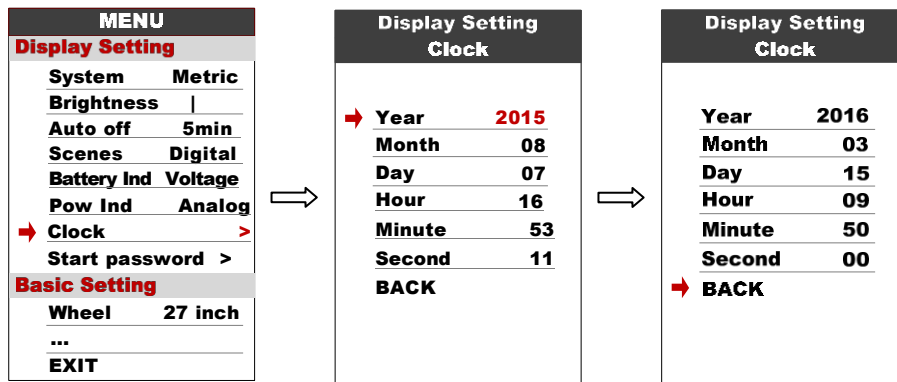 MENU
Display Setting
System Metric
Brightness |
Auto off 5min
Scenes Digital
Battery Ind Voltage
Pow Ind Analog
Clock >
Start password >
Basic Setting
Wheel 27 inch
...
EXIT
Display Setting
Clock
Year 2015
Month 08
Day 07
Hour 16
Minute 53
Second 11
BACK
Display Setting
Clock
Year 2016
Month 03
Day 15
Hour 09
Minute 50
Second 00
BACK